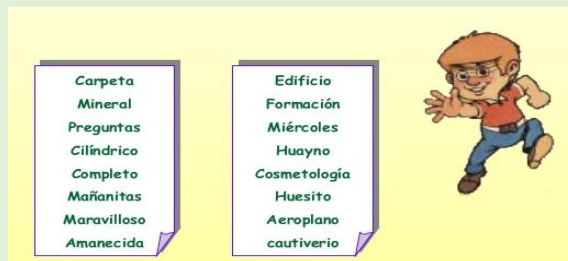 Carpeta
Mineral
Preguntas
Cilíndrico
Completo
Mañanitas
Maravilloso
Amanecida
Edificio
Formación
Miércoles
Huayno
Cosmetología
Huesito
Aeroplano
cautiverio